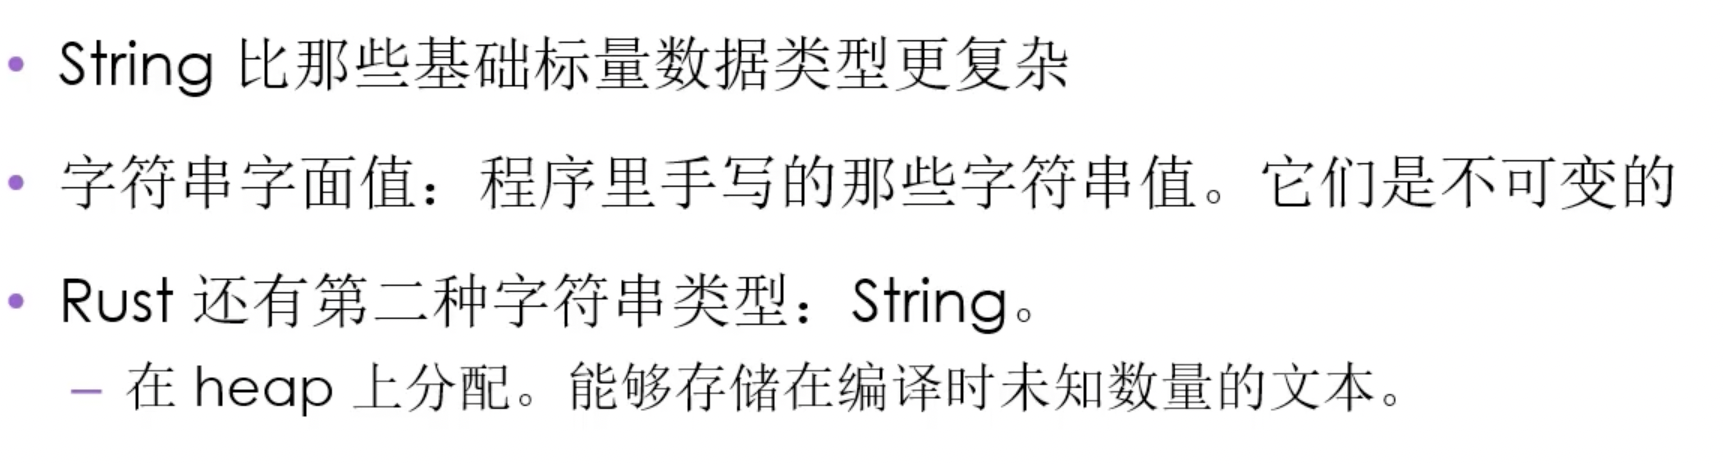 • String 比那些基础标量数据类型更复杂
• 字符串字面值：程序里手写的那些字符串值。它们是不可变的
• Rust 还有第二种字符串类型：String。
– 在 heap 上分配。能够存储在编译时未知数量的文本。